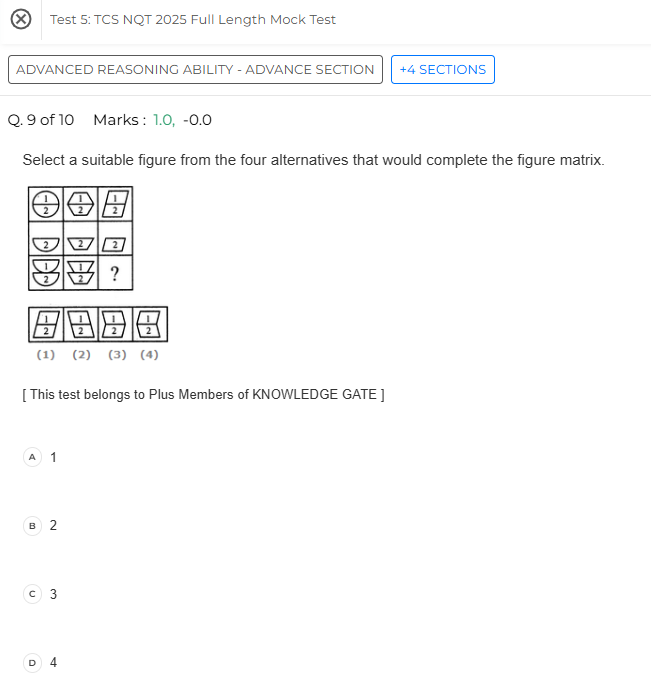 Test 5: TCS NQT 2025 Full Length Mock Test
ADVANCED REASONING ABILITY - ADVANCE SECTION +4 SECTIONS
Q. 9 of 10 Marks : 1.0, -0.0
Select a suitable figure from the four alternatives that would complete the figure matrix.
1 1 1
2 2 2
2 2 2
1 1 ?
2 2
1 1 1 1
2 2 2 2
(1) (2) (3) (4)
[ This test belongs to Plus Members of KNOWLEDGE GATE ]
A 1
B 2
C 3
D 4